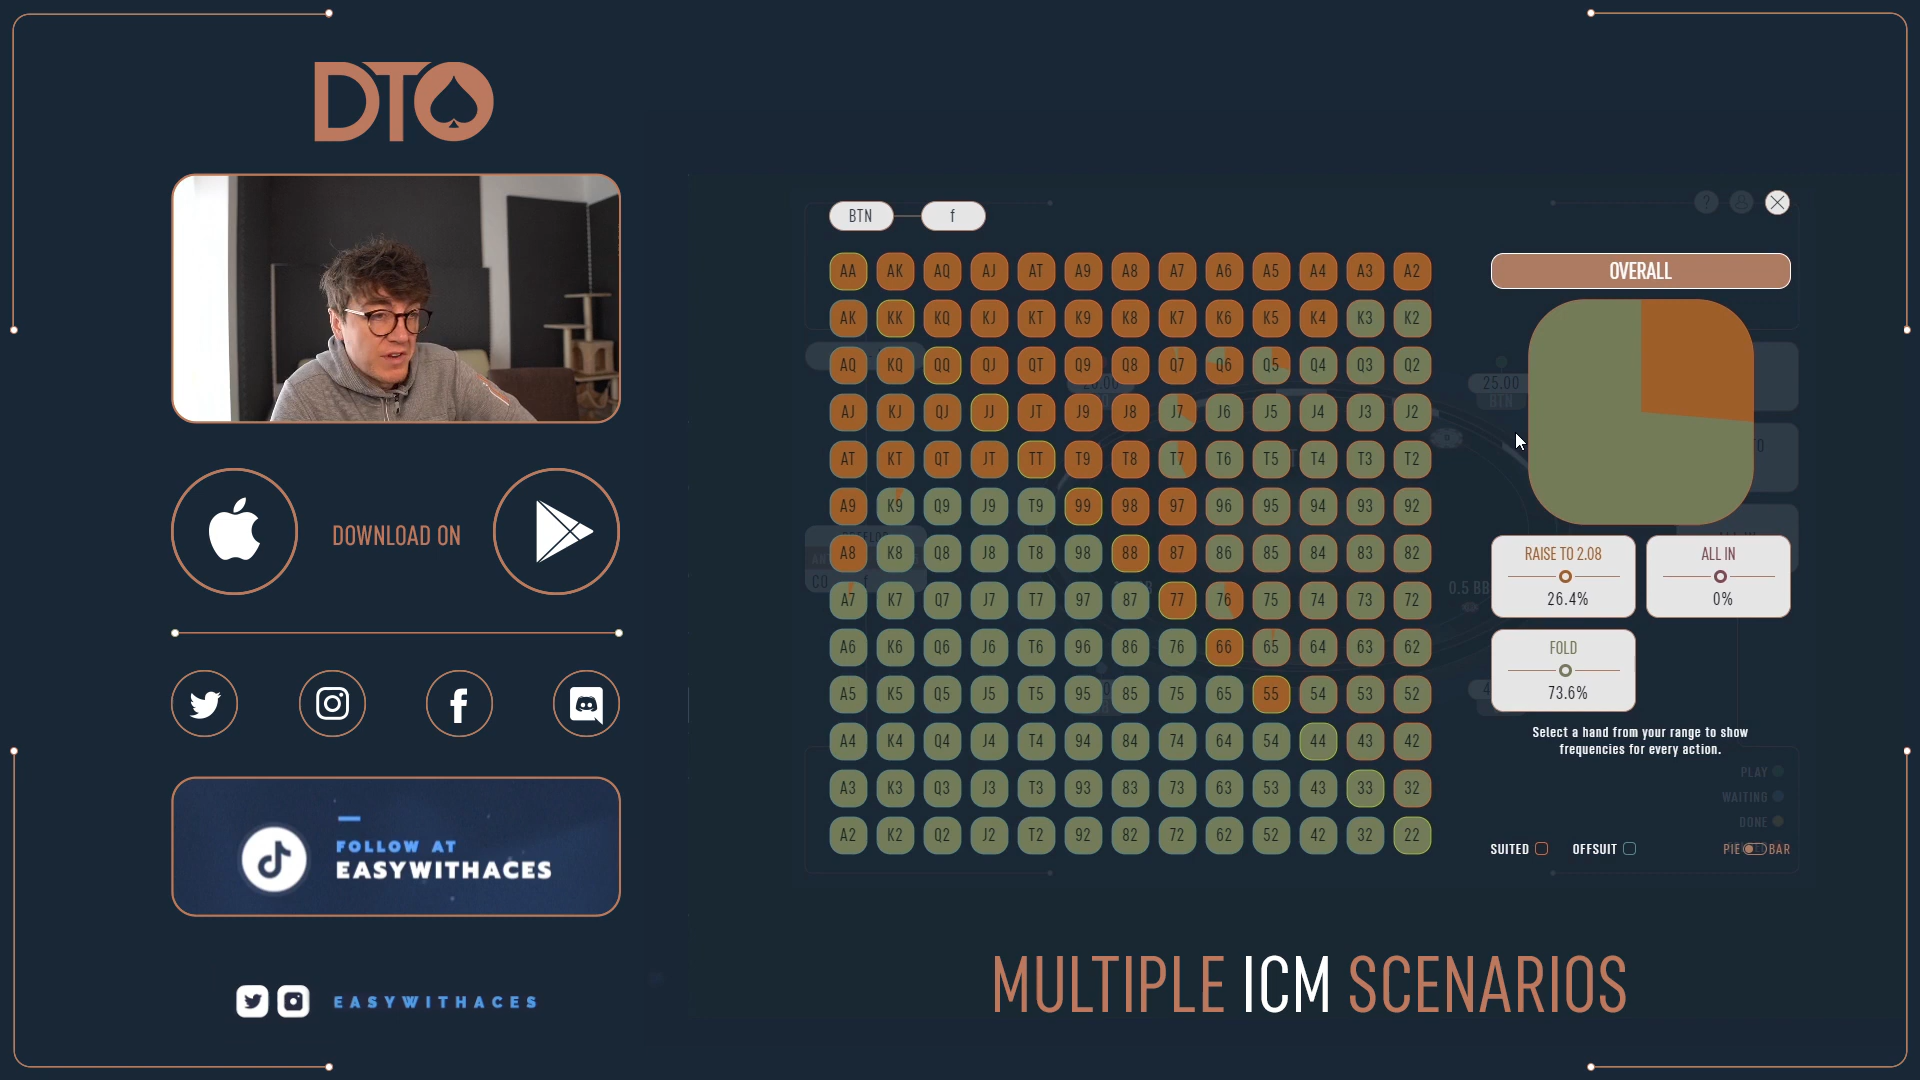 DTO
DOWNLOAD ON
FOLLOW AT
EASYWITHACES
EASYWITHACES
BTN f
AA AK AQ AJ AT A9 A8 A7 A6 A5 A4 A3 A2
AK KK KQ KJ KT K9 K8 K7 K6 K5 K4 K3 K2
AQ KQ QQ QJ QT Q9 Q8 Q7 Q6 Q5 Q4 Q3 Q2
AJ KJ QJ JJ JT J9 J8 J7 J6 J5 J4 J3 J2
AT KT QT JT TT T9 T8 T7 T6 T5 T4 T3 T2
A9 K9 Q9 J9 T9 99 98 97 96 95 94 93 92
A8 K8 Q8 J8 T8 98 88 87 86 85 84 83 82
A7 K7 Q7 J7 T7 97 87 77 76 75 74 73 72
A6 K6 Q6 J6 T6 96 86 76 66 65 64 63 62
A5 K5 Q5 J5 T5 95 85 75 65 55 54 53 52
A4 K4 Q4 J4 T4 94 84 74 64 54 44 43 42
A3 K3 Q3 J3 T3 93 83 73 63 53 43 33 32
A2 K2 Q2 J2 T2 92 82 72 62 52 42 32 22
25.00
BTN
0.5 BB
CO f
?
OVERALL
RAISE TO 2.08
26.4%
ALL IN
0%
FOLD
73.6%
Select a hand from your range to show
frequencies for every action.
PLAY
WAITING
DONE
SUITED OFFSUIT PIE BAR
MULTIPLE ICM SCENARIOS